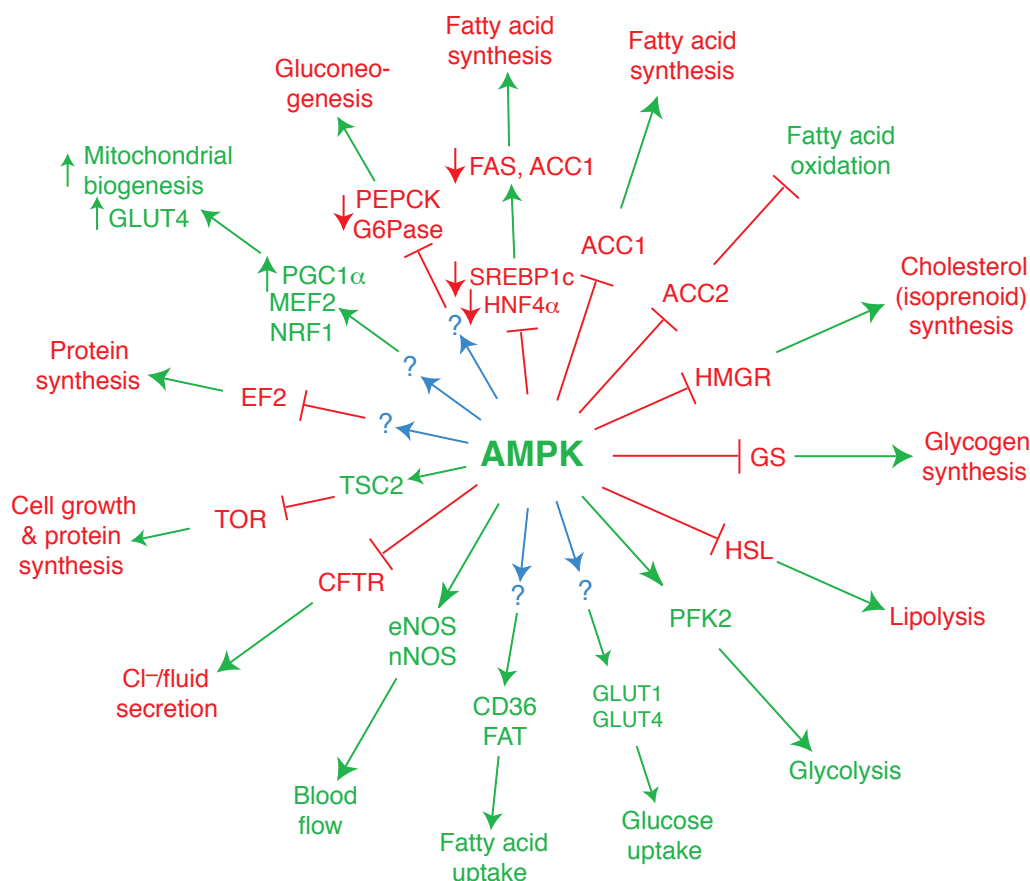 Fatty acid
synthesis
Fatty acid
synthesis
Gluconeo-
genesis
Fatty acid
oxidation
Mitochondrial
biogenesis
GLUT4
FAS, ACC1
PEPCK
G6Pase
ACC1
PGC1α
MEF2
NRF1
SREBP1c
HNF4α
ACC2
Cholesterol
(isoprenoid)
synthesis
?
?
Protein
synthesis
EF2
?
HMGR
AMPK
GS
Glycogen
synthesis
TSC2
TOR
Cell growth
& protein
synthesis
CFTR
HSL
Lipolysis
?
?
eNOS
nNOS
PFK2
Cl–/fluid
secretion
CD36
FAT
GLUT1
GLUT4
Glycolysis
Blood
flow
Fatty acid
uptake
Glucose
uptake